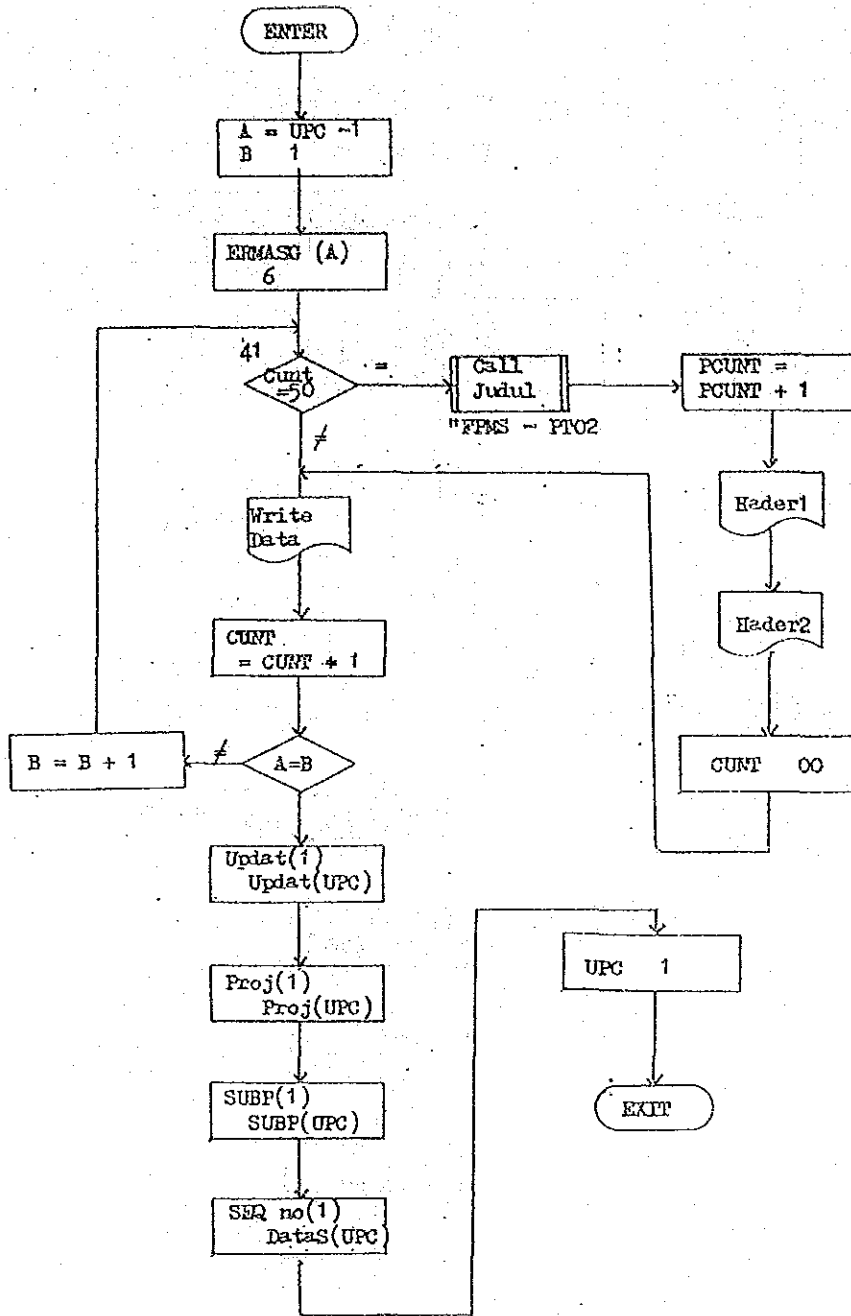 ENTER
A = UPC -1
B 1
ERMASG (A)
6
41
Cunt
=50
=
≠
Call
Judul
"FPMS - PTO2
PCUNT =
PCUNT + 1
Hader1
Hader2
CUNT 00
Write
Data
CUNT
= CUNT + 1
A=B
≠
B = B + 1
Updat(1)
Updat(UPC)
Proj(1)
Proj(UPC)
SUBP(1)
SUBP(UPC)
SEQ no(1)
DataS(UPC)
UPC 1
EXIT